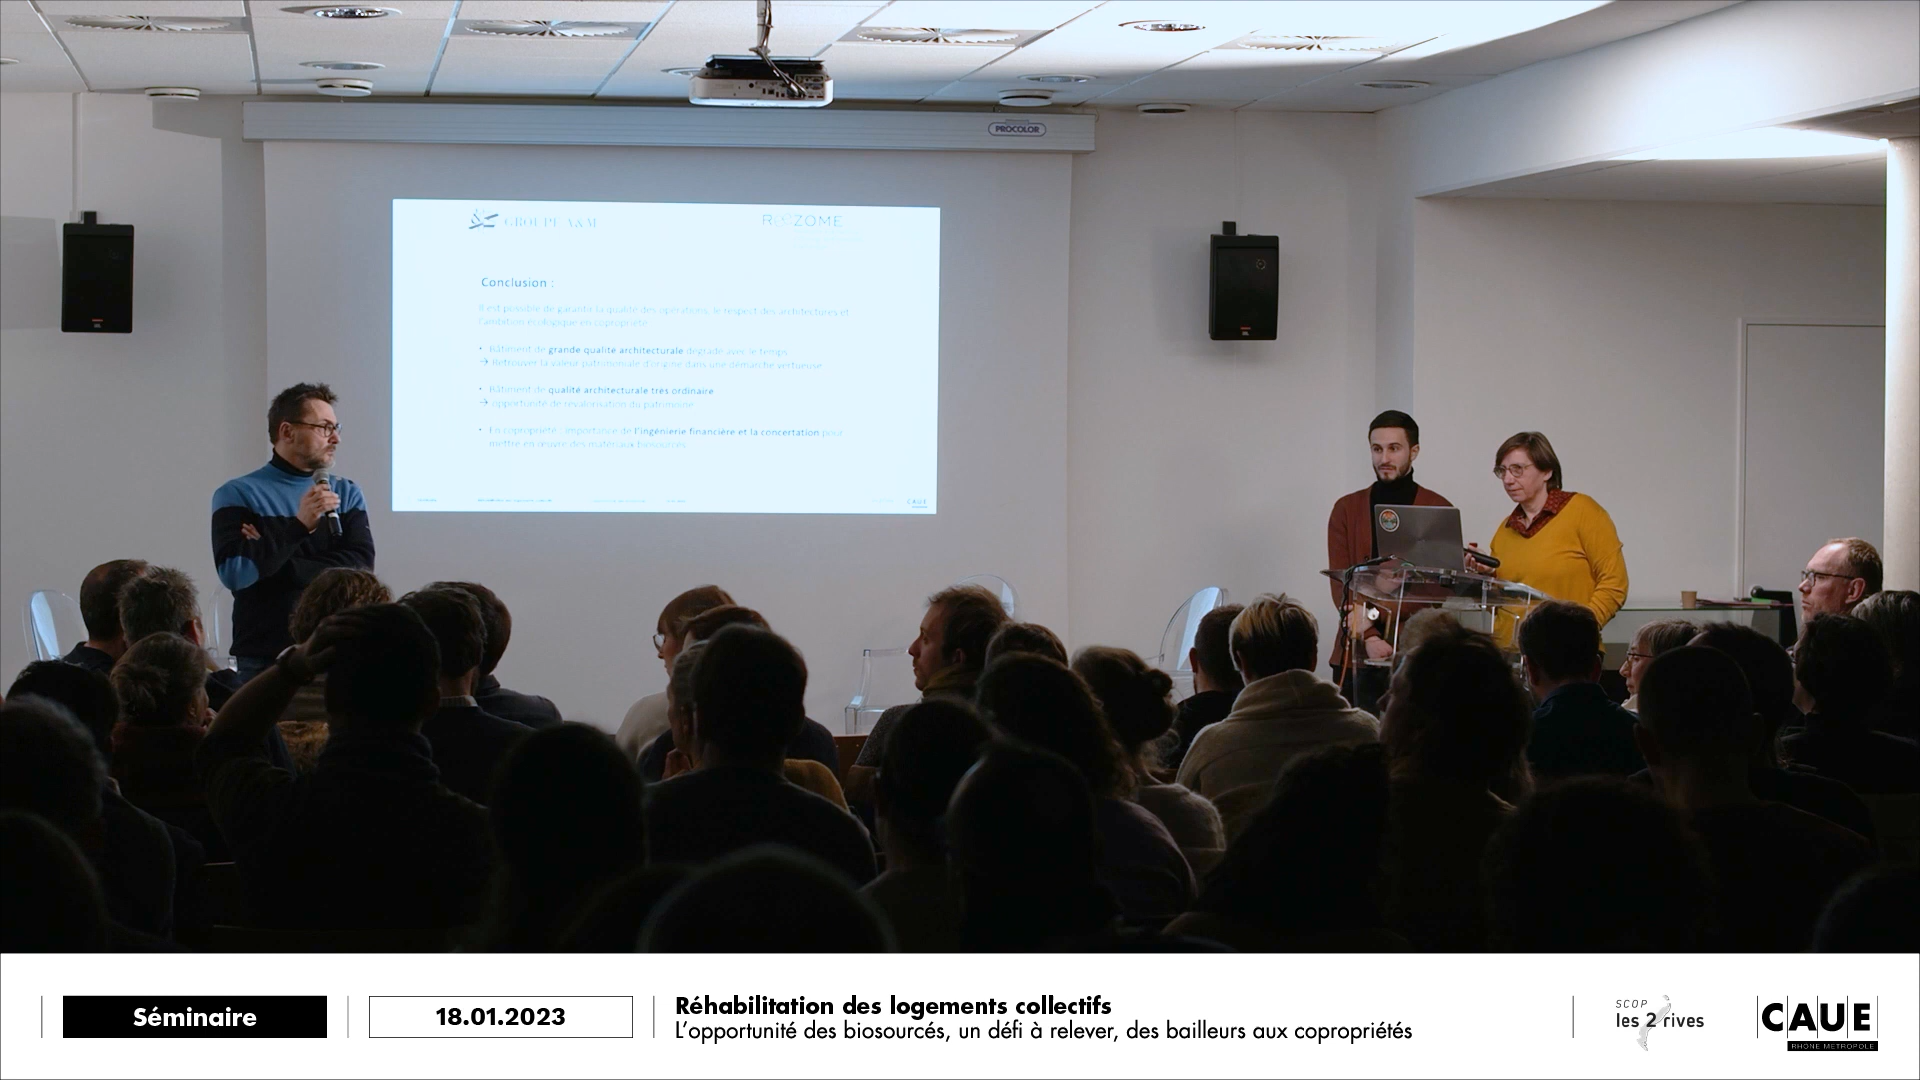 PROCOLOR
GROUPE A&M
REZOME
Conclusion :
Il est possible de garantir la qualité des opérations, le respect des architectures et
l'ambition écologique en copropriété
• Bâtiment de grande qualité architecturale dégradé avec le temps
→ Retrouver la valeur patrimoniale d'origine dans une démarche vertueuse
• Bâtiment de qualité architecturale très ordinaire
→ opportunité de revalorisation du patrimoine
• En copropriété : importance de l'ingénierie financière et la concertation pour
mettre en œuvre des matériaux biosourcés
CAUE
Séminaire
18.01.2023
Réhabilitation des logements collectifs
L'opportunité des biosourcés, un défi à relever, des bailleurs aux copropriétés
SCOP
les 2 rives
CAUE
RHÔNE MÉTROPOLE